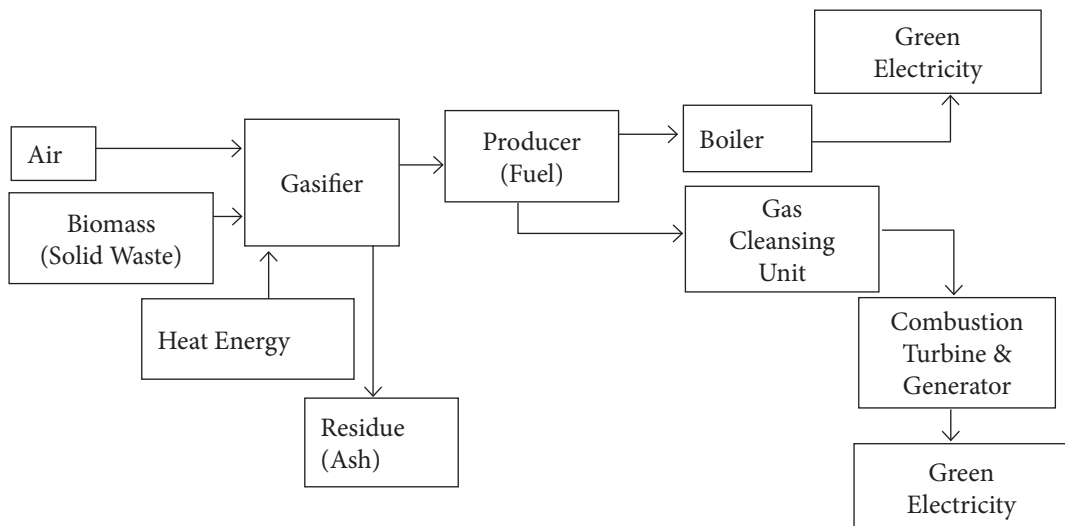 Green
Electricity
Air
Gasifier
Producer
(Fuel)
Boiler
Biomass
(Solid Waste)
Gas
Cleansing
Unit
Heat Energy
Combustion
Turbine &
Generator
Residue
(Ash)
Green
Electricity